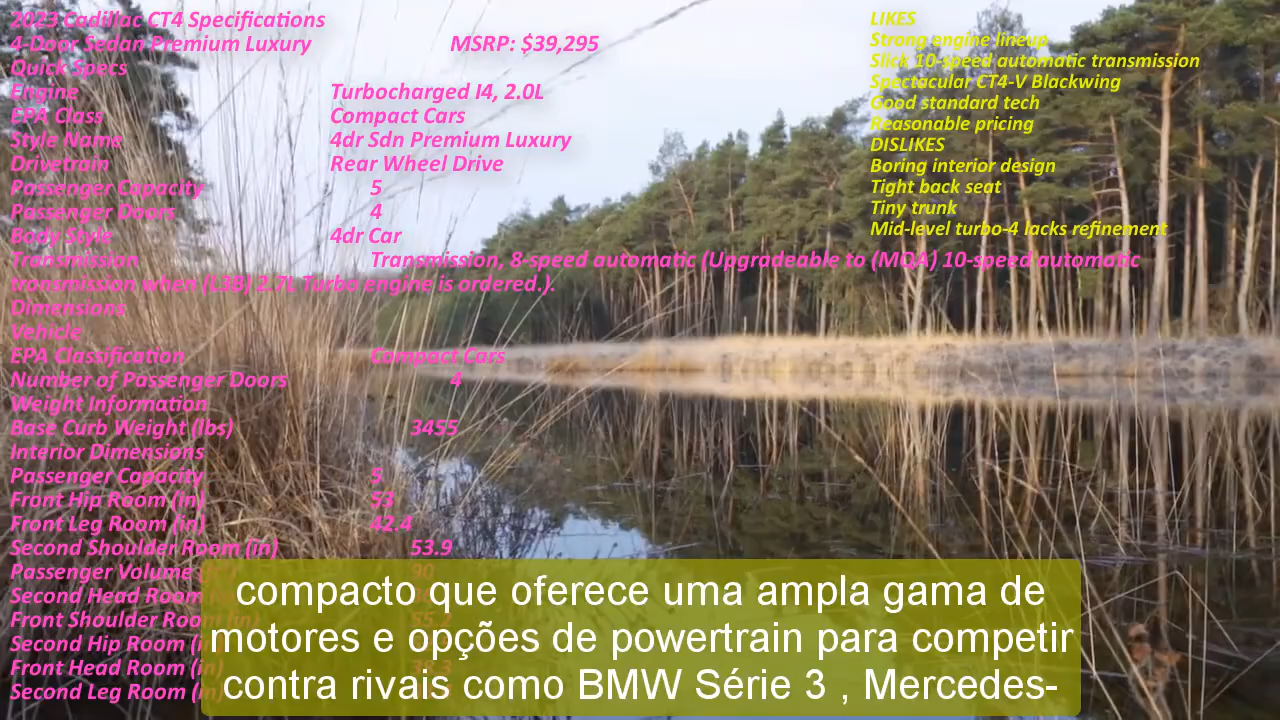 2023 Cadillac CT4 Specifications
4-Door Sedan Premium Luxury MSRP: $39,295
Quick Specs
Engine Turbocharged I4, 2.0L
EPA Class Compact Cars
Style Name 4dr Sdn Premium Luxury
Drivetrain Rear Wheel Drive
Passenger Capacity 5
Passenger Doors 4
Body Style 4dr Car
Transmission Transmission, 8-speed automatic (Upgradeable to (MQA) 10-speed automatic
transmission when (L3B) 2.7L Turbo engine is ordered.).
Dimensions
Vehicle
EPA Classification Compact Cars
Number of Passenger Doors 4
Weight Information
Base Curb Weight (lbs) 3455
Interior Dimensions
Passenger Capacity 5
Front Hip Room (in) 53
Front Leg Room (in) 42.4
Second Shoulder Room (in) 53.9
Passenger Volume 90
Second Head Room
Front Shoulder Room (in)
Second Hip Room
Front Head Room (in) 38.3
Second Leg Room (in)
LIKES
Strong engine lineup
Slick 10-speed automatic transmission
Spectacular CT4-V Blackwing
Good standard tech
Reasonable pricing
DISLIKES
Boring interior design
Tight back seat
Tiny trunk
Mid-level turbo-4 lacks refinement
compacto que oferece uma ampla gama de
motores e opções de powertrain para competir
contra rivais como BMW Série 3 , Mercedes-